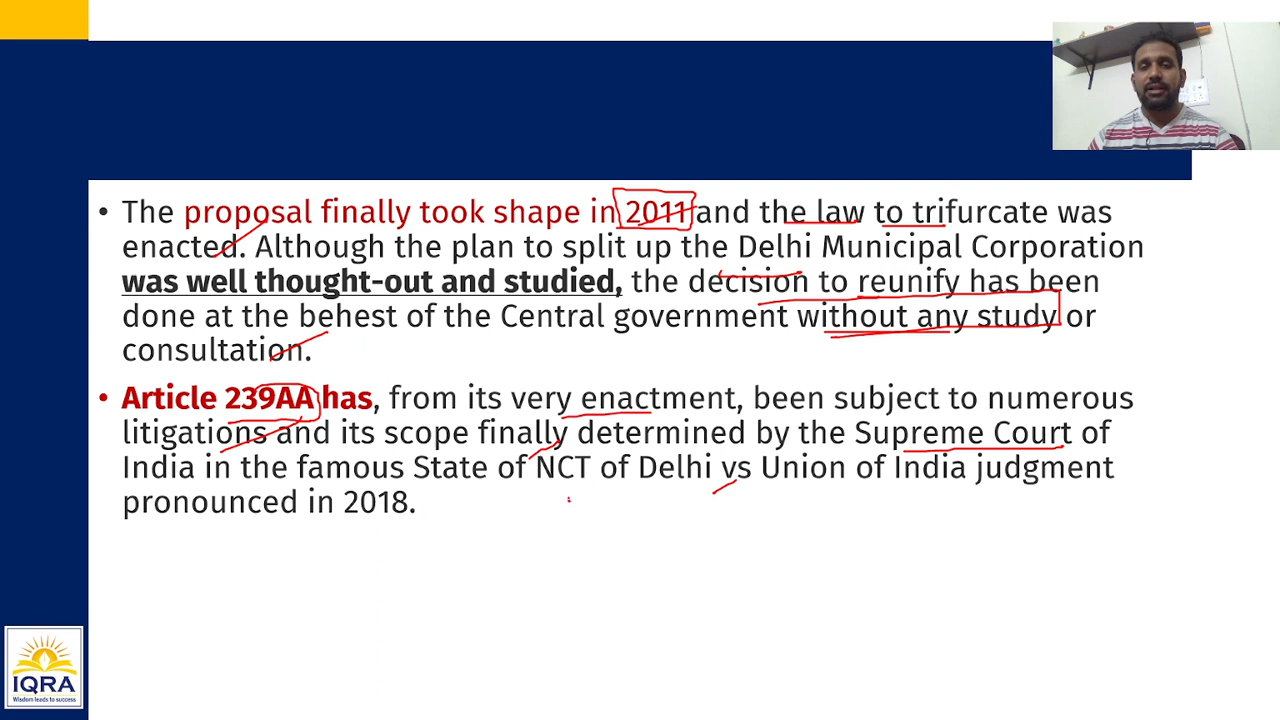 • The proposal finally took shape in 2011 and the law to trifurcate was
enacted. Although the plan to split up the Delhi Municipal Corporation
was well thought-out and studied, the decision to reunify has been
done at the behest of the Central government without any study or
consultation.
• Article 239AA has, from its very enactment, been subject to numerous
litigations and its scope finally determined by the Supreme Court of
India in the famous State of NCT of Delhi vs Union of India judgment
pronounced in 2018.
IQRA
Wisdom leads to success